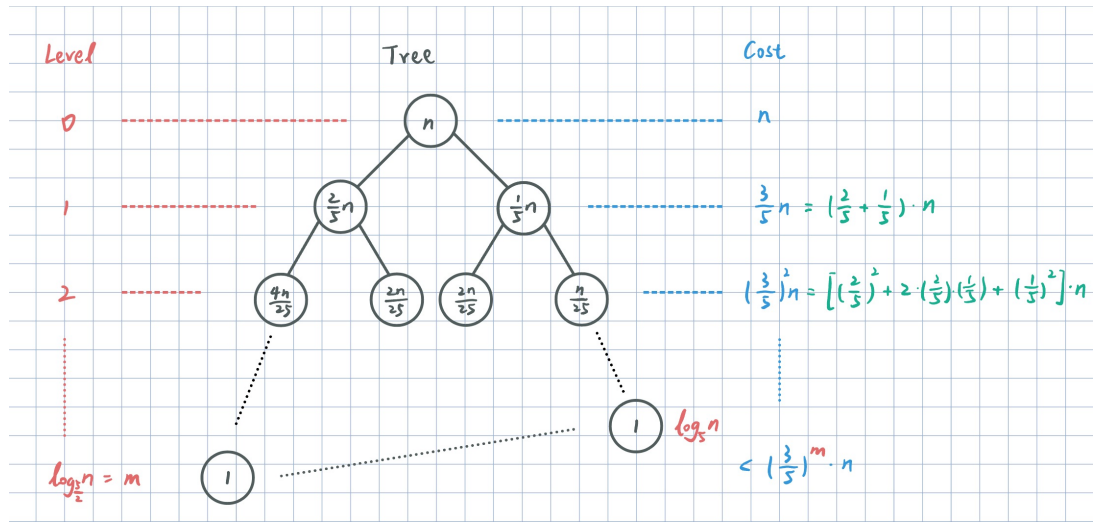 Level Tree Cost
0 n n
1 2/5 n 1/5 n 3/5 n = (2/5 + 1/5) · n
2 4n/25 2n/25 2n/25 n/25 (3/5)² n = [(2/5)² + 2·(2/5)·(1/5) + (1/5)²]·n
1 log₅n
log_{5/2} n = m 1 < (3/5)^m · n